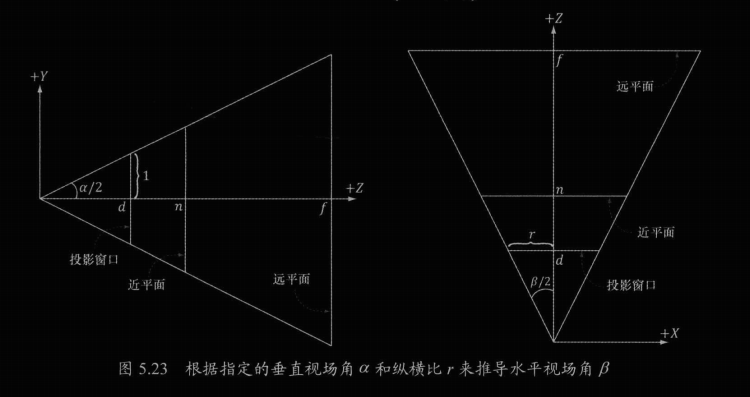 +Y
α/2
1
d
n
f
+Z
投影窗口
近平面
远平面
+Z
f
远平面
n
近平面
r
d
β/2
投影窗口
+X
图 5.23 根据指定的垂直视场角 α 和纵横比 r 来推导水平视场角 β